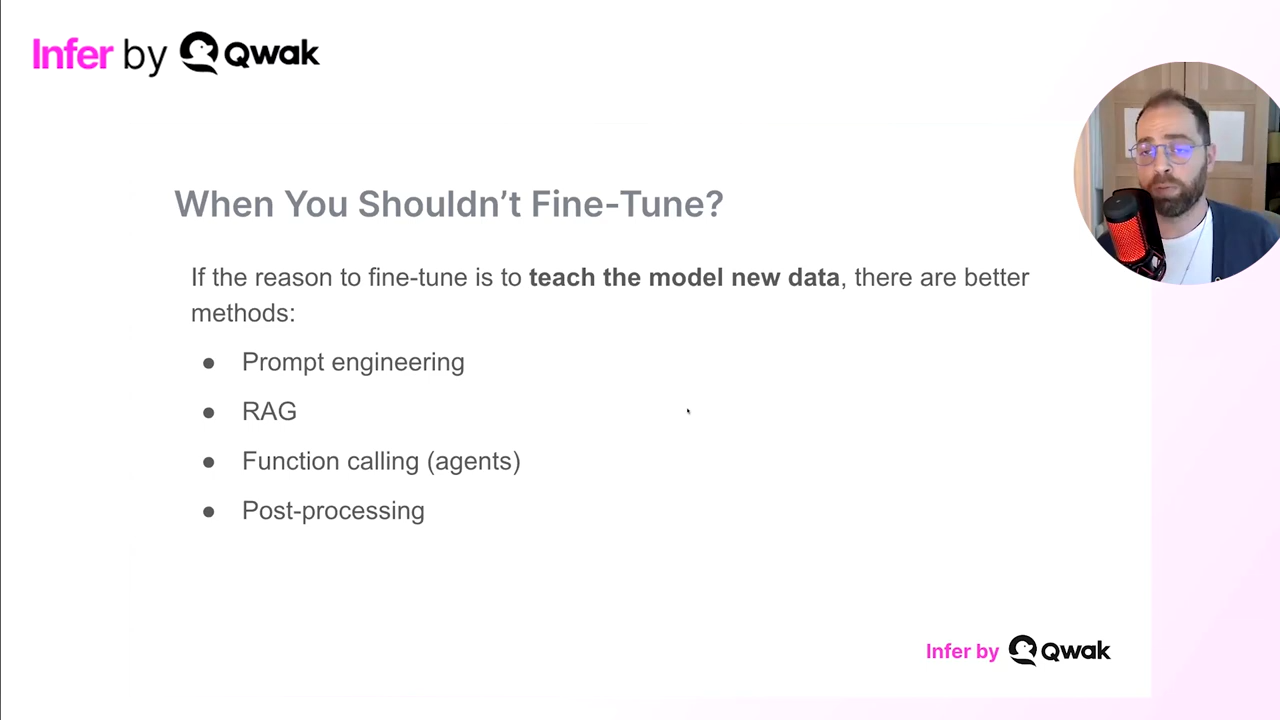 Infer by Qwak
When You Shouldn’t Fine-Tune?
If the reason to fine-tune is to teach the model new data, there are better
methods:
● Prompt engineering
● RAG
● Function calling (agents)
● Post-processing
Infer by Qwak